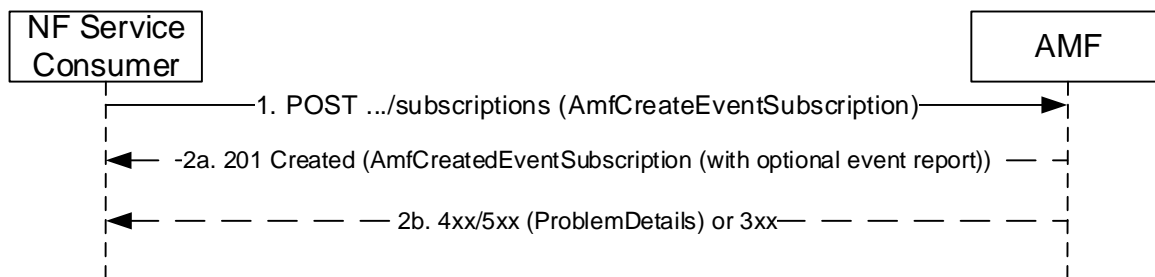 NF Service
Consumer
AMF
1. POST .../subscriptions (AmfCreateEventSubscription)
2a. 201 Created (AmfCreatedEventSubscription (with optional event report))
2b. 4xx/5xx (ProblemDetails) or 3xx